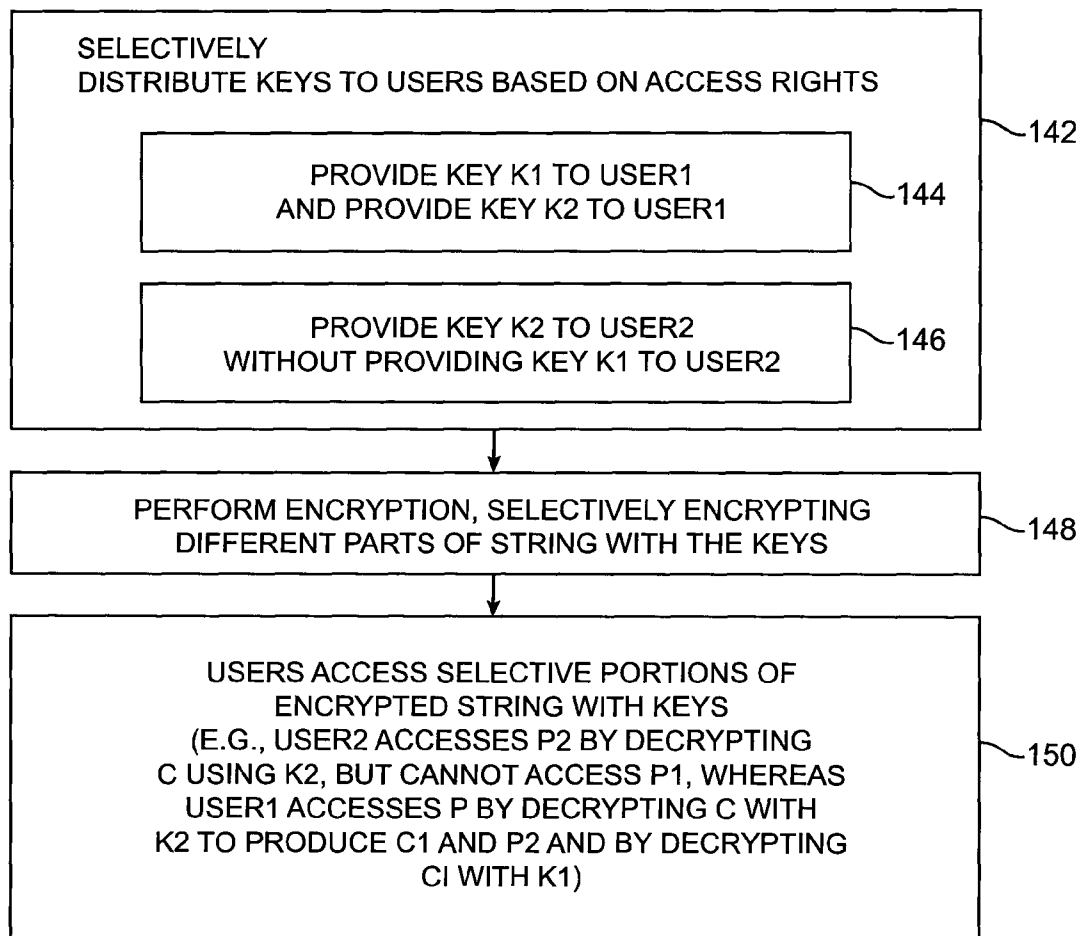 SELECTIVELY
DISTRIBUTE KEYS TO USERS BASED ON ACCESS RIGHTS
142
PROVIDE KEY K1 TO USER1
AND PROVIDE KEY K2 TO USER1
144
PROVIDE KEY K2 TO USER2
WITHOUT PROVIDING KEY K1 TO USER2
146
PERFORM ENCRYPTION, SELECTIVELY ENCRYPTING
DIFFERENT PARTS OF STRING WITH THE KEYS
148
USERS ACCESS SELECTIVE PORTIONS OF
ENCRYPTED STRING WITH KEYS
(E.G., USER2 ACCESSES P2 BY DECRYPTING
C USING K2, BUT CANNOT ACCESS P1, WHEREAS
USER1 ACCESSES P BY DECRYPTING C WITH
K2 TO PRODUCE C1 AND P2 AND BY DECRYPTING
CI WITH K1)
150